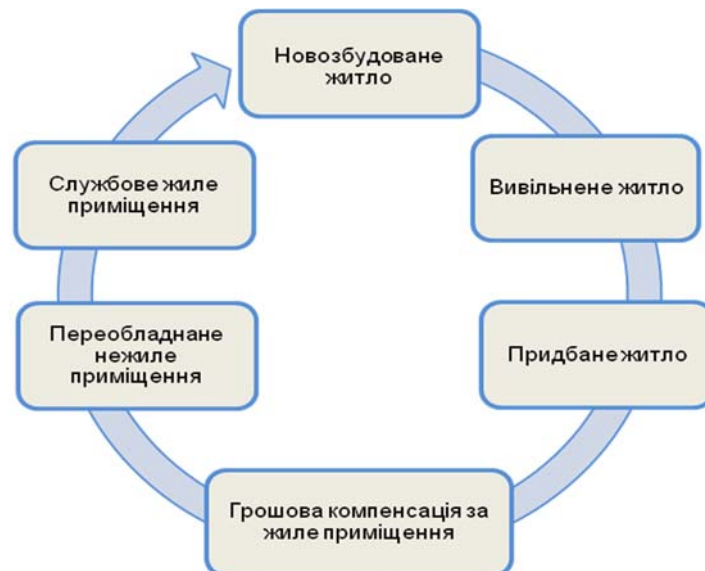 Новозбудоване
житло
Вивільнене житло
Придбане житло
Грошова компенсація за
жиле приміщення
Переобладнане
нежиле
приміщення
Службове жиле
приміщення